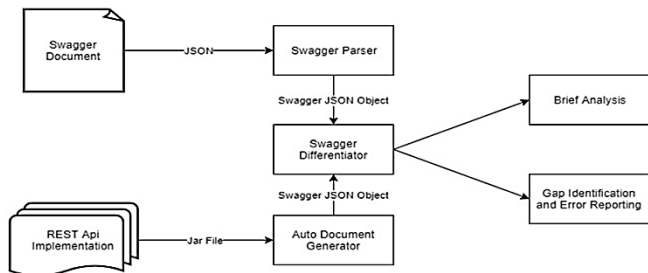 Swagger
Document
JSON
Swagger Parser
Swagger JSON Object
Swagger
Differentiator
Brief Analysis
Gap Identification
and Error Reporting
Swagger JSON Object
REST Api
Implementation
Jar File
Auto Document
Generator